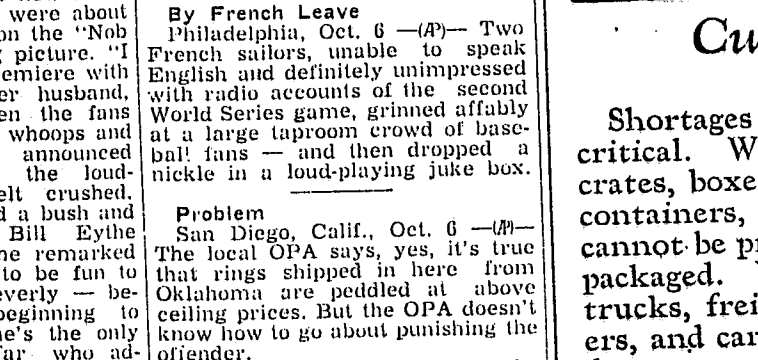 were about
on the "Nob
picture. "I
emiere with
er husband,
en the fans
whoops and
announced
the loud-
elt crushed,
d a bush and
Bill Eythe
he remarked
to be fun to
everly — be-
beginning to
he's the only
far who ad-
By French Leave
Philadelphia, Oct. 6 —(AP)— Two
French sailors, unable to speak
English and definitely unimpressed
with radio accounts of the second
World Series game, grinned affably
at a large taproom crowd of base-
ball fans — and then dropped a
nickle in a loud-playing juke box.
Problem
San Diego, Calif., Oct. 6 —(AP)—
The local OPA says, yes, it's true
that rings shipped in here from
Oklahoma are peddled at above
ceiling prices. But the OPA doesn't
know how to go about punishing the
offender.
Cu
Shortages
critical. W
crates, boxe
containers,
cannot be p
packaged.
trucks, frei
ers, and car